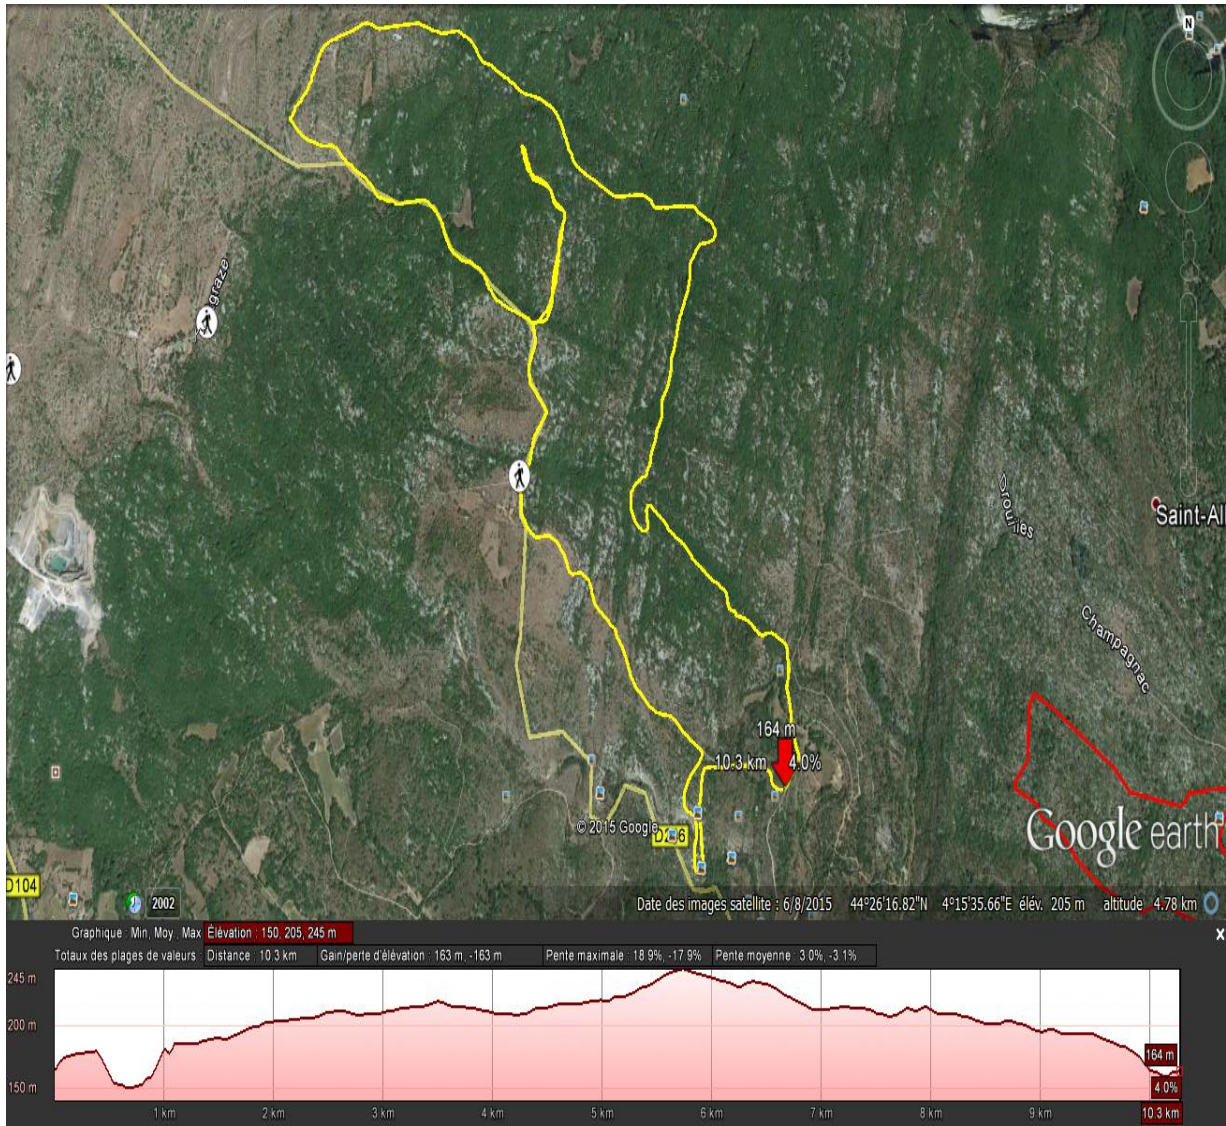 N
graze
Saint-Al
Champagnac
164 m
10.3 km
4.0%
© 2015 Google
D104
Google earth
2002
Date des images satellite : 6/8/2015 44°26'16.82"N 4°15'35.66"E élév. 205 m altitude 4.78 km
Graphique : Min, Moy., Max Élévation : 150, 205, 245 m
x
Totaux des plages de valeurs : Distance : 10.3 km Gain/perte d'élévation : 163 m, -163 m Pente maximale : 18.9%, -17.9% Pente moyenne : 3.0%, -3.1%
245 m
200 m
150 m
164 m
4.0%
1 km 2 km 3 km 4 km 5 km 6 km 7 km 8 km 9 km 10.3 km